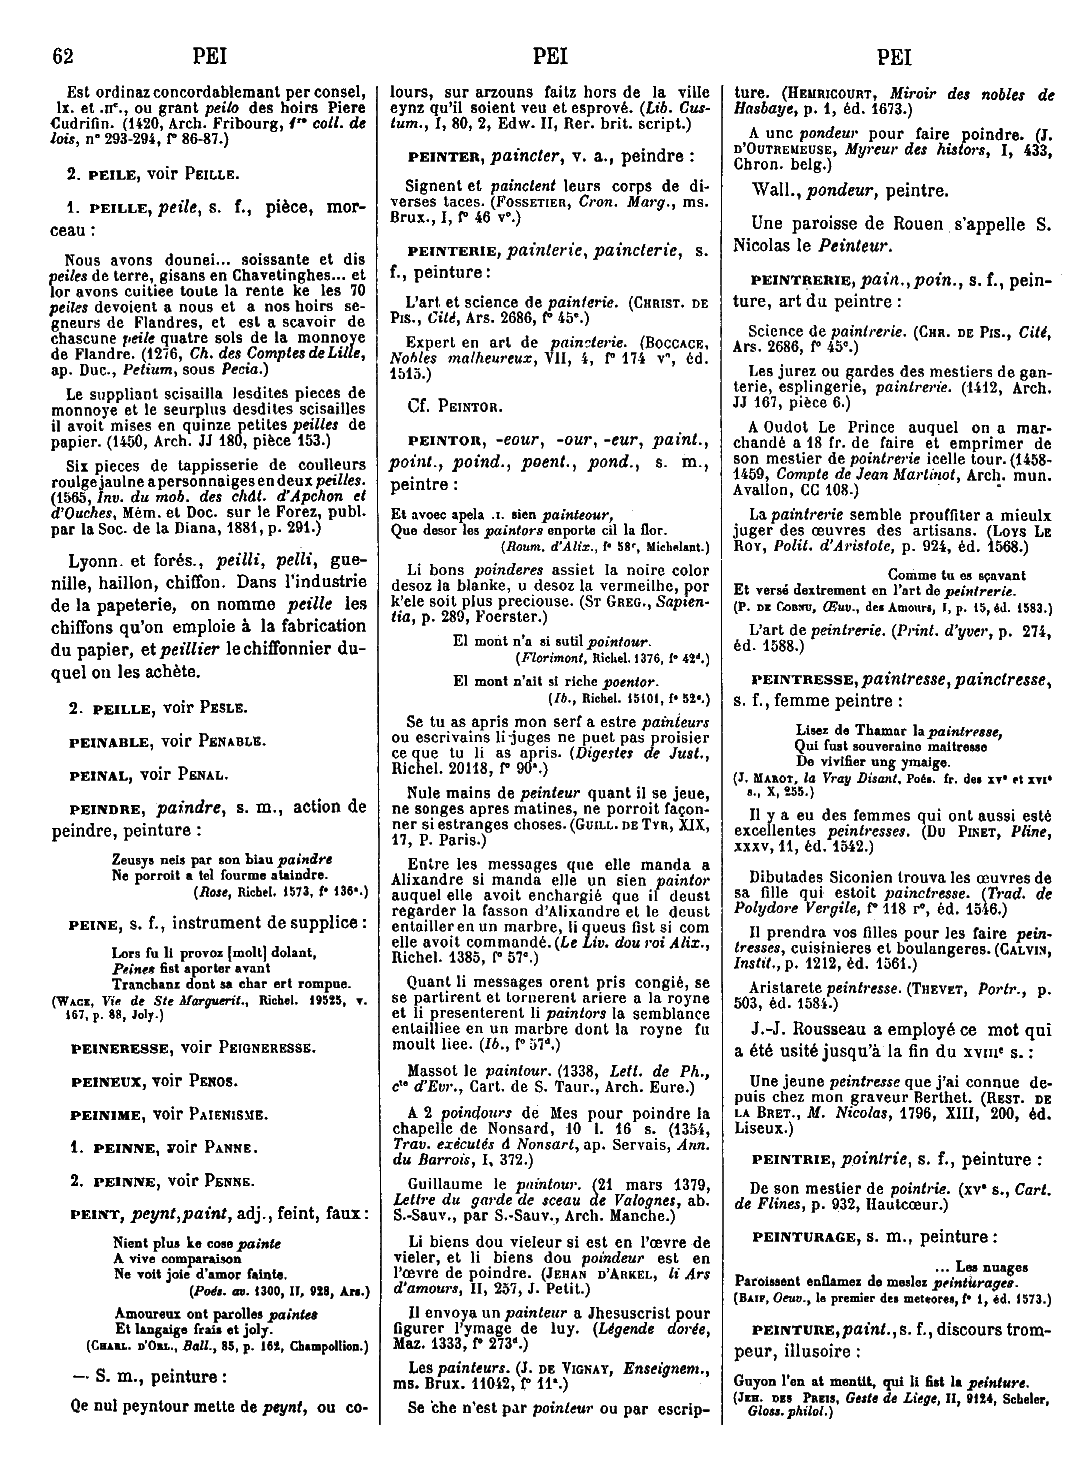 62 PEI PEI PEI
Est ordinaz concordablement per consel,
lx. et .IIe., ou grant peilo des hoirs Piere
Cudrifin. (1420, Arch. Fribourg, 1re coll. de
lois, n° 293-294, f° 86-87.)
2. PEILE, voir PEILLE.
1. PEILLE, peile, s. f., pièce, mor-
ceau :
Nous avons dounei... soissante et dis
peiles de terre, gisans en Chavetinghes... et
lor avons cuitiee toute la rente ke les 70
peiles devoient a nous et a nos hoirs se-
gneurs de Flandres, et est a scavoir de
chascune peile quatre sols de la monnoye
de Flandre. (1276, Ch. des Comptes de Lille,
ap. Duc., Petium, sous Pecia.)
Le suppliant scisailla lesdites pieces de
monnoye et le seurplus desdites scisailles
il avoit mises en quinze petites peilles de
papier. (1450, Arch. JJ 180, pièce 153.)
Six pieces de tappisserie de coulleurs
roulge jaulne a personnaiges en deux peilles.
(1565, Inv. du mob. des chât. d'Apchon et
d'Ouches, Mém. et Doc. sur le Forez, publ.
par la Soc. de la Diana, 1881, p. 291.)
Lyonn. et forés., peilli, pelli, gue-
nille, haillon, chiffon. Dans l'industrie
de la papeterie, on nomme peille les
chiffons qu'on emploie à la fabrication
du papier, et peillier le chiffonnier du-
quel on les achète.
2. PEILLE, voir PESLE.
PEINABLE, voir PENABLE.
PEINAL, voir PENAL.
PEINDRE, paindre, s. m., action de
peindre, peinture :
Zeusys neis par son biau paindre
Ne porroit a tel fourme ataindre.
(Rose, Richel. 1573, f° 136a.)
PEINE, s. f., instrument de supplice :
Lors fu li provoz [molt] dolant,
Peines fist aporter avant
Tranchanz dont sa char ert rompue.
(WACE, Vie de Ste Marguerit., Richel. 19525, v.
167, p. 88, Joly.)
PEINERESSE, voir PEIGNERESSE.
PEINEUX, voir PENOS.
PEINIME, voir PAIENISME.
1. PEINNE, voir PANNE.
2. PEINNE, voir PENNE.
PEINT, peynt, paint, adj., feint, faux :
Nient plus ke cose painte
A vive comparaison
Ne voit joie d'amor fainte.
(Poés. av. 1300, II, 928, Ars.)
Amoureux ont parolles paintes
Et langaige frais et joly.
(CHARL. D'ORL., Ball., 85, p. 162, Champollion.)
— S. m., peinture :
Qe nul peyntour mette de peynt, ou co-
lours, sur arzouns faitz hors de la ville
eynz qu'il soient veu et esprové. (Lib. Cus-
tum., I, 80, 2, Edw. II, Rer. brit. script.)
PEINTER, paincter, v. a., peindre :
Signent et painctent leurs corps de di-
verses taces. (FOSSETIER, Cron. Marg., ms.
Brux., I, f° 46 v°.)
PEINTERIE, painterie, paincterie, s.
f., peinture :
L'art et science de painterie. (CHRIST. DE
PIS., Cité, Ars. 2686, f° 45c.)
Expert en art de paincterie. (BOCCACE,
Nobles malheureux, VII, 4, f° 174 v°, éd.
1515.)
Cf. PEINTOR.
PEINTOR, -eour, -our, -eur, paint.,
point., poind., poent., pond., s. m.,
peintre :
Et avoec apela .I. sien painteour,
Que desor les paintors enporte cil la flor.
(Roum. d'Alix., f° 58c, Michelant.)
Li bons poinderes assiet la noire color
desoz la blanke, u desoz la vermeilhe, por
k'ele soit plus preciouse. (ST GREG., Sapien-
tia, p. 289, Foerster.)
El mont n'a si sutil pointour.
(Florimont, Richel. 1376, f° 42d.)
El mont n'ait si riche poentor.
(Ib., Richel. 15101, f° 52c.)
Se tu as apris mon serf a estre painteurs
ou escrivains li juges ne puet pas proisier
ce que tu li as apris. (Digestes de Just.,
Richel. 20118, f° 90a.)
Nule mains de peinteur quant il se jeue,
ne songes apres matines, ne porroit façon-
ner si estranges choses. (GUILL. DE TYR, XIX,
17, P. Paris.)
Entre les messages que elle manda a
Alixandre si manda elle un sien paintor
auquel elle avoit enchargié que il deust
regarder la fasson d'Alixandre et le deust
entailler en un marbre, li queus fist si com
elle avoit commandé. (Le Liv. dou roi Alix.,
Richel. 1385, f° 57c.)
Quant li messages orent pris congié, se
se partirent et tornerent ariere a la royne
et li presenterent li paintors la semblance
entailliee en un marbre dont la royne fu
moult liee. (Ib., f° 57d.)
Massot le paintour. (1338, Lett. de Ph.,
cte d'Evr., Cart. de S. Taur., Arch. Eure.)
A 2 poindours de Mes pour poindre la
chapelle de Nonsard, 10 l. 16 s. (1354,
Trav. exécutés à Nonsart, ap. Servais, Ann.
du Barrois, I, 372.)
Guillaume le paintour. (21 mars 1379,
Lettre du garde de sceau de Valognes, ab.
S.-Sauv., par S.-Sauv., Arch. Manche.)
Li biens dou vieleur si est en l'œvre de
vieler, et li biens dou poindeur est en
l'œvre de poindre. (JEHAN D'ARKEL, li Ars
d'amours, II, 257, J. Petit.)
Il envoya un painteur a Jhesuscrist pour
figurer l'ymage de luy. (Légende dorée,
Maz. 1333, f° 273d.)
Les painteurs. (J. DE VIGNAY, Enseignem.,
ms. Brux. 11042, f° 11a.)
Se che n'est par pointeur ou par escrip-
ture. (HEMRICOURT, Miroir des nobles de
Hasbaye, p. 1, éd. 1673.)
A unc pondeur pour faire poindre. (J.
D'OUTREMEUSE, Myreur des histors, I, 433,
Chron. belg.)
Wall., pondeur, peintre.
Une paroisse de Rouen s'appelle S.
Nicolas le Peinteur.
PEINTRERIE, pain., poin., s. f., pein-
ture, art du peintre :
Science de paintrerie. (CHR. DE PIS., Cité,
Ars. 2686, f° 45c.)
Les jurez ou gardes des mestiers de gan-
terie, esplingerie, paintrerie. (1412, Arch.
JJ 167, pièce 6.)
A Oudot Le Prince auquel on a mar-
chandé a 18 fr. de faire et emprimer de
son mestier de pointrerie icelle tour. (1458-
1459, Compte de Jean Martinot, Arch. mun.
Avallon, CC 108.)
La paintrerie semble prouffiter a mieulx
juger des œuvres des artisans. (LOYS LE
ROY, Polit. d'Aristote, p. 924, éd. 1568.)
Comme tu es sçavant
Et versé dextrement en l'art de peintrerie.
(P. DE CORNU, Œuv., des Amours, I, p. 15, éd. 1583.)
L'art de peintrerie. (Print. d'yver, p. 274,
éd. 1588.)
PEINTRESSE, paintresse, painctresse,
s. f., femme peintre :
Lisez de Thamar la paintresse,
Qui fust souveraine maitresse
De vivifier ung ymaige.
(J. MAROT, la Vray Disant, Poés. fr. des XVe et XVIe
s., X, 255.)
Il y a eu des femmes qui ont aussi esté
excellentes peintresses. (DU PINET, Pline,
XXXV, 11, éd. 1542.)
Dibutades Siconien trouva les œuvres de
sa fille qui estoit painctresse. (Trad. de
Polydore Vergile, f° 118 r°, éd. 1546.)
Il prendra vos filles pour les faire pein-
tresses, cuisinieres et boulangeres. (CALVIN,
Instit., p. 1212, éd. 1561.)
Aristarete peintresse. (THEVET, Portr., p.
503, éd. 1584.)
J.-J. Rousseau a employé ce mot qui
a été usité jusqu'à la fin du XVIIIe s. :
Une jeune peintresse que j'ai connue de-
puis chez mon graveur Berthet. (REST. DE
LA BRET., M. Nicolas, 1796, XIII, 200, éd.
Liseux.)
PEINTRIE, pointrie, s. f., peinture :
De son mestier de pointrie. (XVe s., Cart.
de Flines, p. 932, Hautcœur.)
PEINTURAGE, s. m., peinture :
... Les nuages
Paroissent enflamez de meslez peinturages.
(BAIF, Oeuv., le premier des meteores, f° 1, éd. 1573.)
PEINTURE, paint., s. f., discours trom-
peur, illusoire :
Guyon l'en at mentit, qui li fist la peinture.
(JEH. DES PREIS, Geste de Liege, II, 9124, Scheler,
Gloss. philol.)